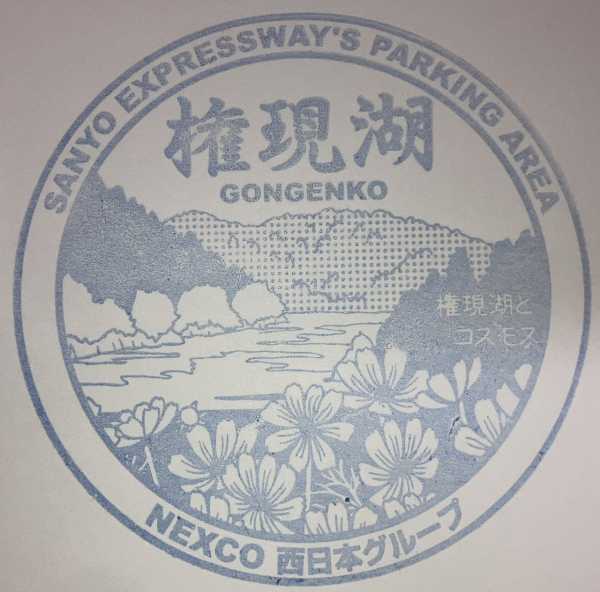 SANYO EXPRESSWAY'S PARKING AREA
権現湖
GONGENKO
権現湖と
コスモス
NEXCO 西日本グループ